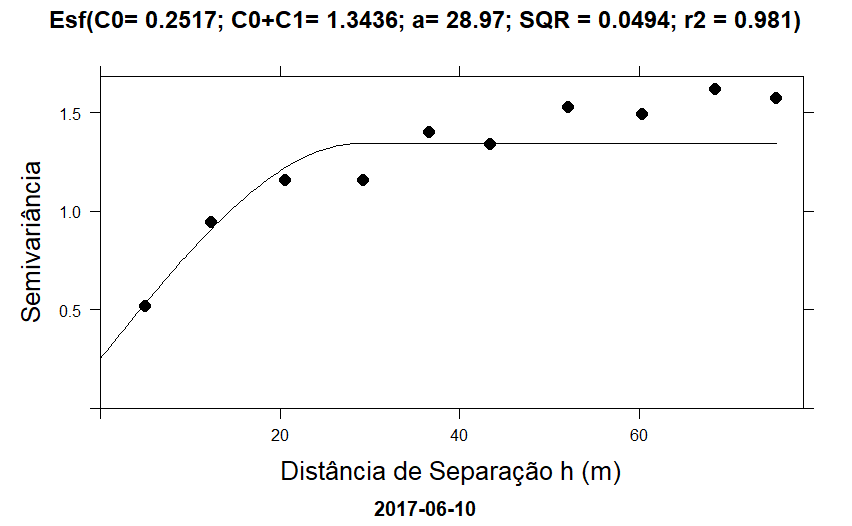 Esf(C0= 0.2517; C0+C1= 1.3436; a= 28.97; SQR = 0.0494; r2 = 0.981)
1.5
1.0
0.5
Semivariância
20 40 60
Distância de Separação h (m)
2017-06-10